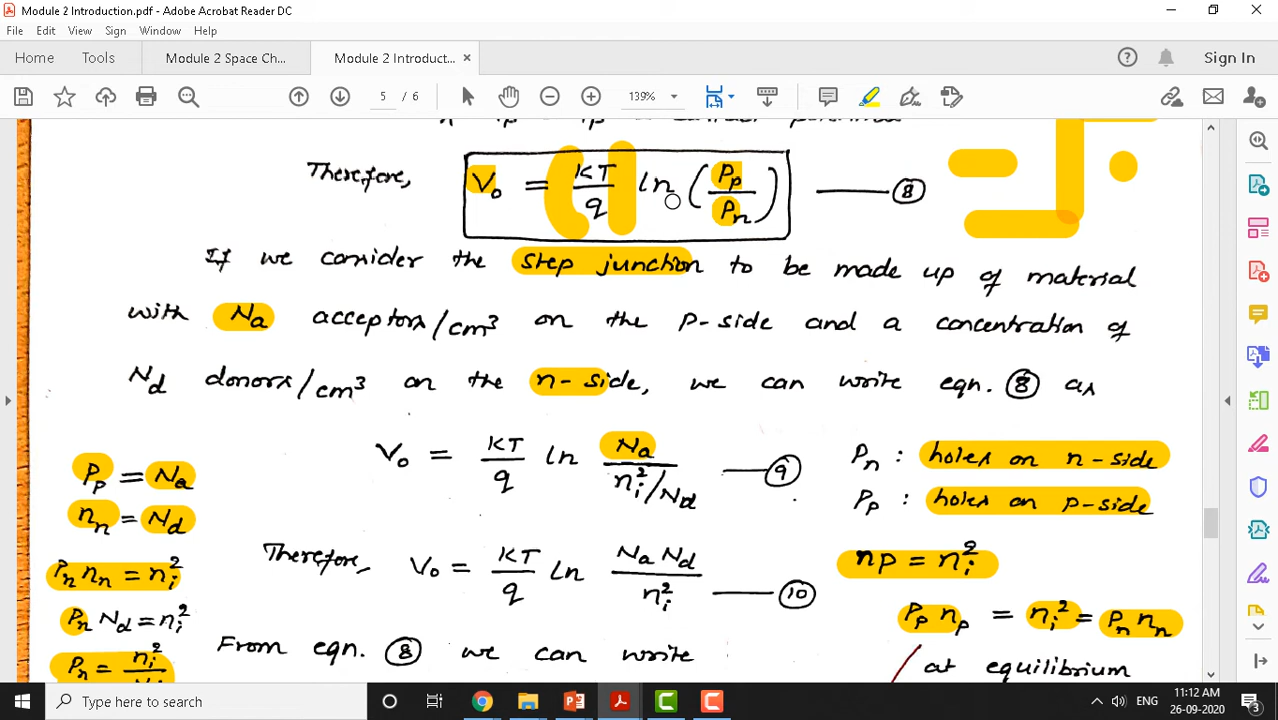 Module 2 Introduction.pdf - Adobe Acrobat Reader DC
File Edit View Sign Window Help
Home Tools Module 2 Space Ch... Module 2 Introduct... × Sign In
5 / 6 139%
Therefore, V₀ = KT/q ln (Pp/Pn) —— ⑧
If we consider the step junction to be made up of material
with Na acceptors/cm³ on the p-side and a concentration of
Nd donors/cm³ on the n-side, we can write eqn. ⑧ as
V₀ = KT/q ln Na/(ni²/Nd) —— ⑨
Pn : holes on n-side
Pp : holes on p-side
Pp = Na
nn = Nd
Pn nn = ni²
Pn Nd = ni²
Therefore, V₀ = KT/q ln Na Nd/ni² —— ⑩
np = ni²
Pp np = ni² = Pn nn
at equilibrium
From eqn. ⑧ we can write
Type here to search
ENG 11:12 AM
26-09-2020
3